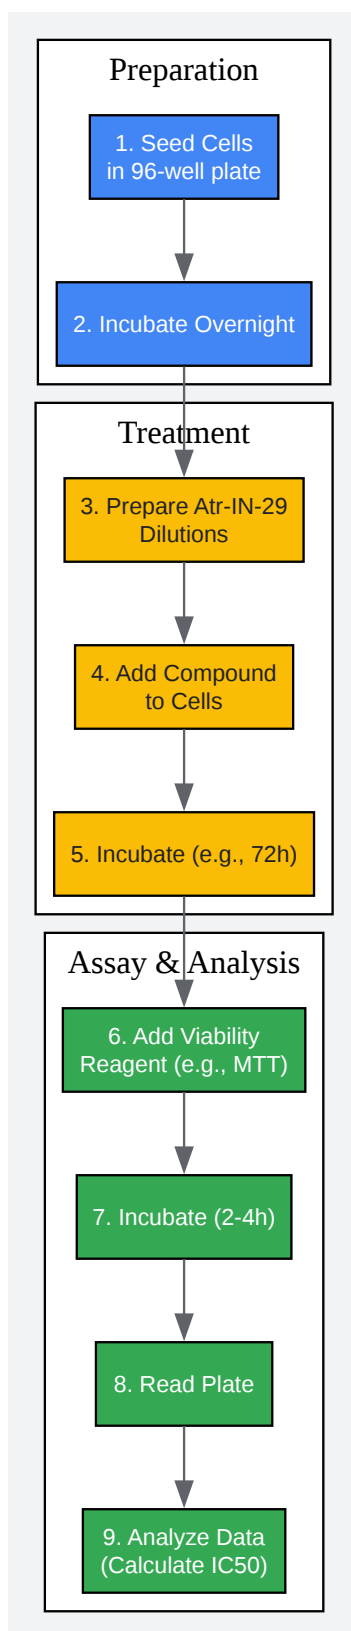 Preparation
1. Seed Cells
in 96-well plate
2. Incubate Overnight
Treatment
3. Prepare Atr-IN-29
Dilutions
4. Add Compound
to Cells
5. Incubate (e.g., 72h)
Assay & Analysis
6. Add Viability
Reagent (e.g., MTT)
7. Incubate (2-4h)
8. Read Plate
9. Analyze Data
(Calculate IC50)